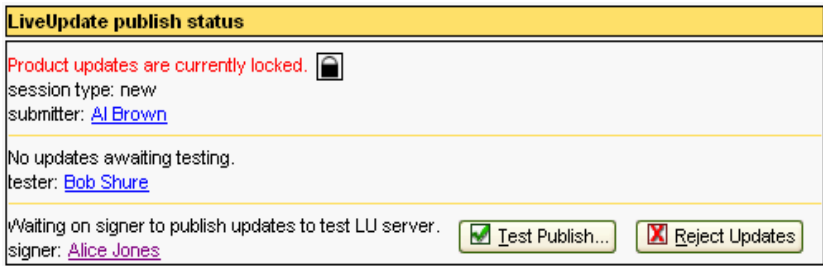 LiveUpdate publish status
Product updates are currently locked.
session type: new
submitter: Al Brown
No updates awaiting testing.
tester: Bob Shure
Waiting on signer to publish updates to test LU server.
signer: Alice Jones
Test Publish...
Reject Updates